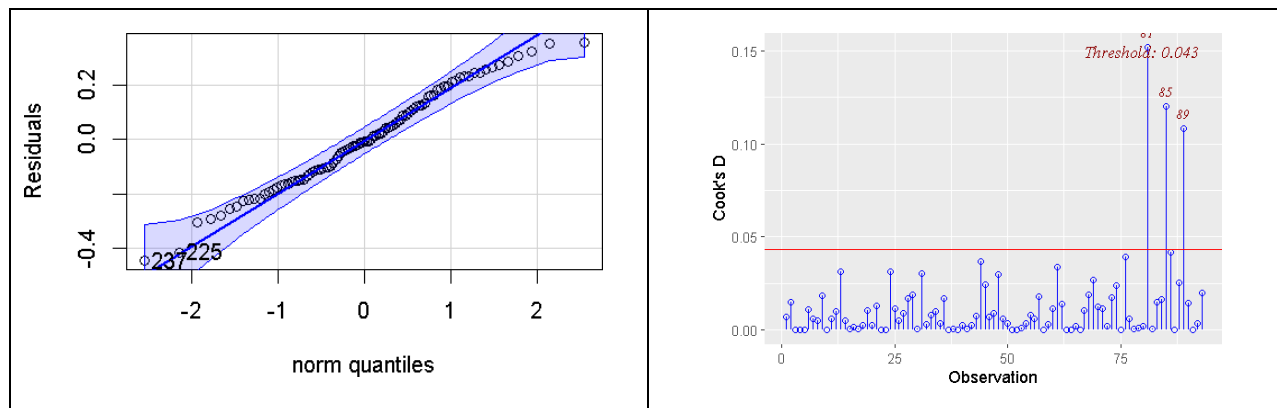 0.2
0.0
-0.4
Residuals
237
225
-2 -1 0 1 2
norm quantiles
81
Threshold: 0.043
85
89
0.15
0.10
0.05
0.00
Cook's D
0 25 50 75
Observation